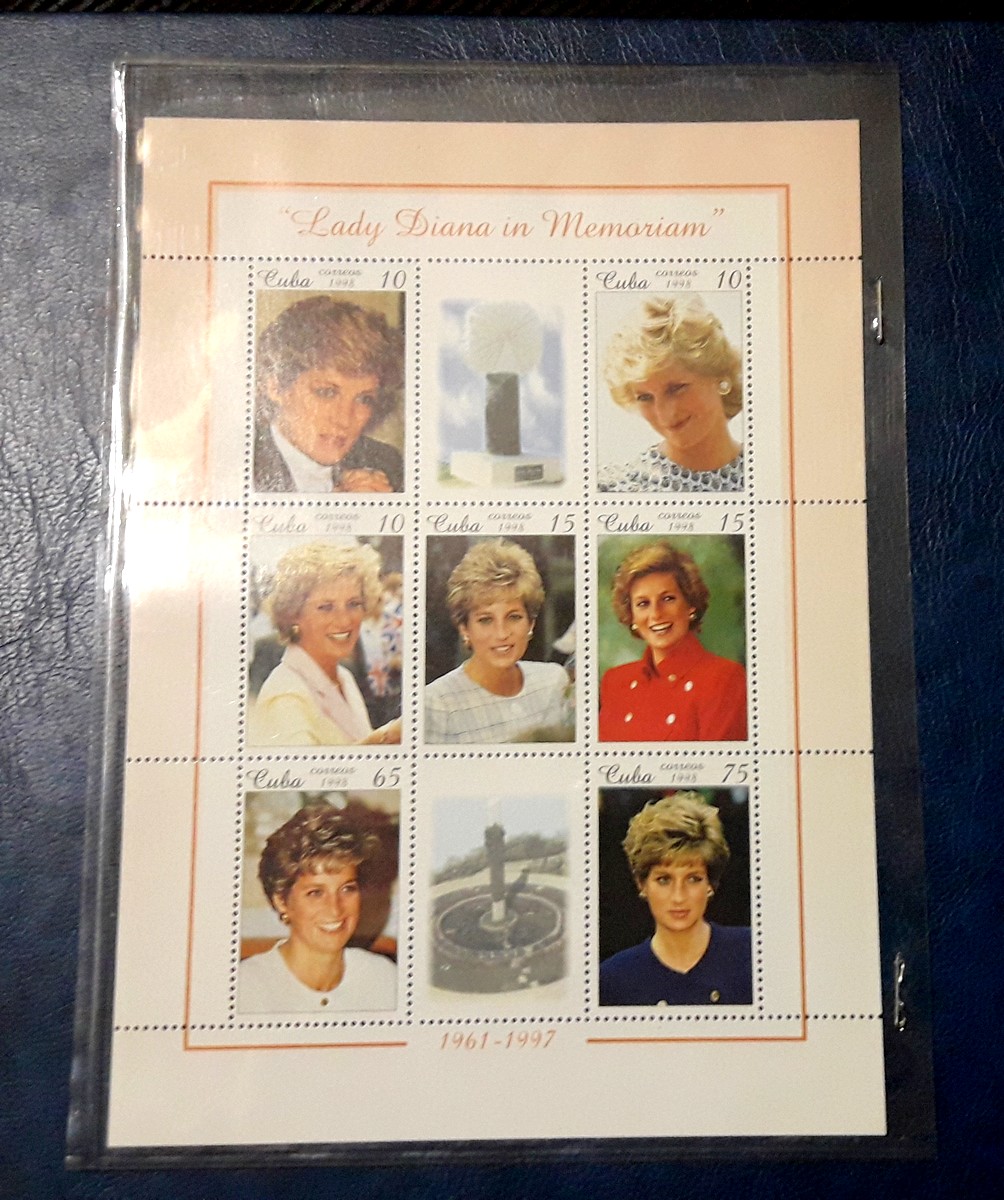 “Lady Diana in Memoriam”
Cuba correos 1998 10
Cuba correos 1998 10
Cuba correos 1998 10
Cuba correos 1998 15
Cuba correos 1998 15
Cuba correos 1998 65
Cuba correos 1998 75
1961-1997